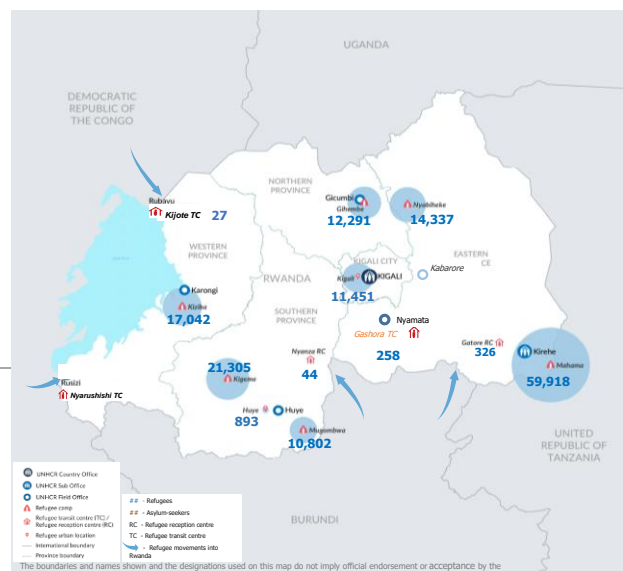 UGANDA
DEMOCRATIC
REPUBLIC OF
THE CONGO
NORTHERN
PROVINCE
Rubavu
Kijote TC 27
Gicumbi
Gihembe
12,291
Nyabiheke
14,337
WESTERN
PROVINCE
KIGALI CITY
EASTERN
CE
Kabarore
Kigali
KIGALI
11,451
RWANDA
Karongi
Kiziba
17,042
SOUTHERN
PROVINCE
Nyamata
Gashora TC
258
Nyanza RC
44
Gatore RC
326
Kirehe
Mahama
59,918
21,305
Kigeme
Rusizi
Nyarushishi TC
Huye
Huye
893
Mugombwa
10,802
UNITED
REPUBLIC OF
TANZANIA
BURUNDI
UNHCR Country Office
UNHCR Sub Office
UNHCR Field Office
Refugee camp
Refugee transit centre (TC) /
Refugee reception centre (RC)
Refugee urban location
International boundary
Province boundary
## - Refugees
## - Asylum-seekers
RC - Refugee reception centre
TC - Refugee transit centre
- Refugee movements into
Rwanda
The boundaries and names shown and the designations used on this map do not imply official endorsement or acceptance by the